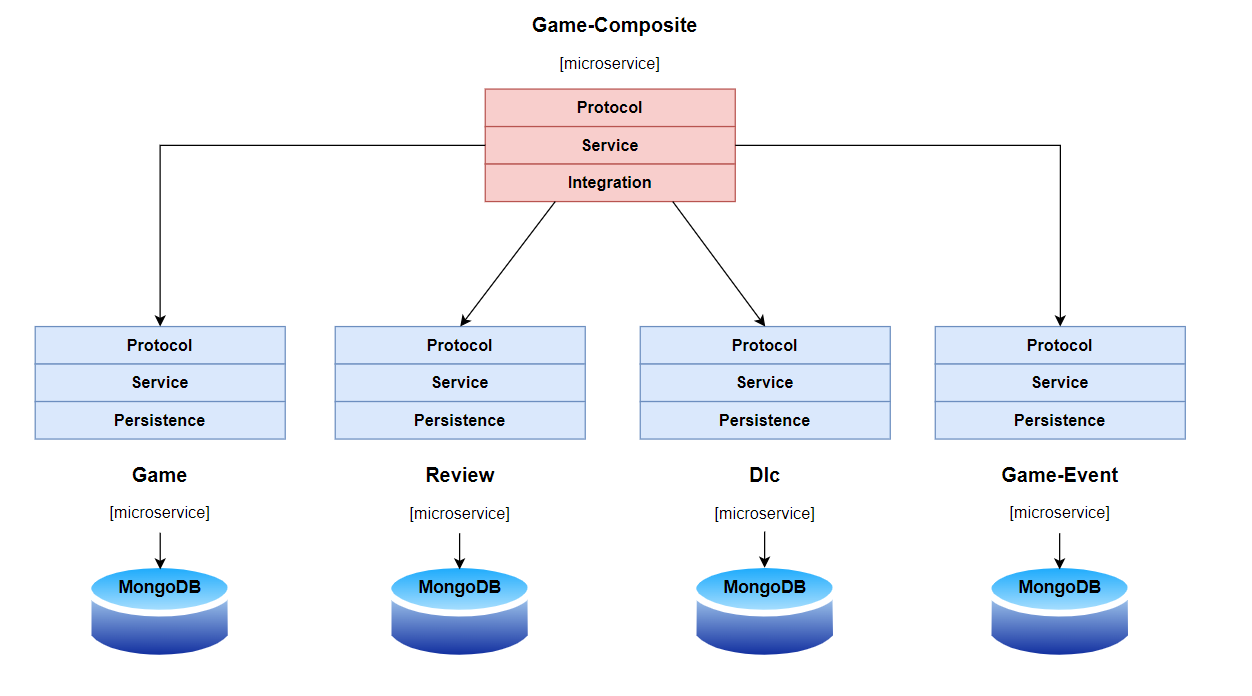 Game-Composite
[microservice]
Protocol
Service
Integration
Protocol
Service
Persistence
Game
[microservice]
MongoDB
Protocol
Service
Persistence
Review
[microservice]
MongoDB
Protocol
Service
Persistence
Dlc
[microservice]
MongoDB
Protocol
Service
Persistence
Game-Event
[microservice]
MongoDB